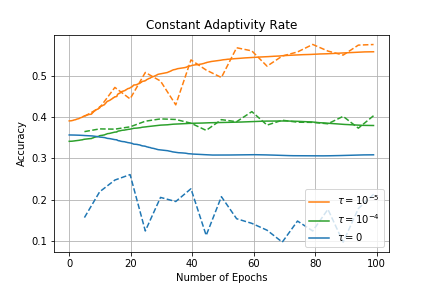 Constant Adaptivity Rate
Accuracy
0.5
0.4
0.3
0.2
0.1
τ = 10⁻⁵
τ = 10⁻⁴
τ = 0
0 20 40 60 80 100
Number of Epochs